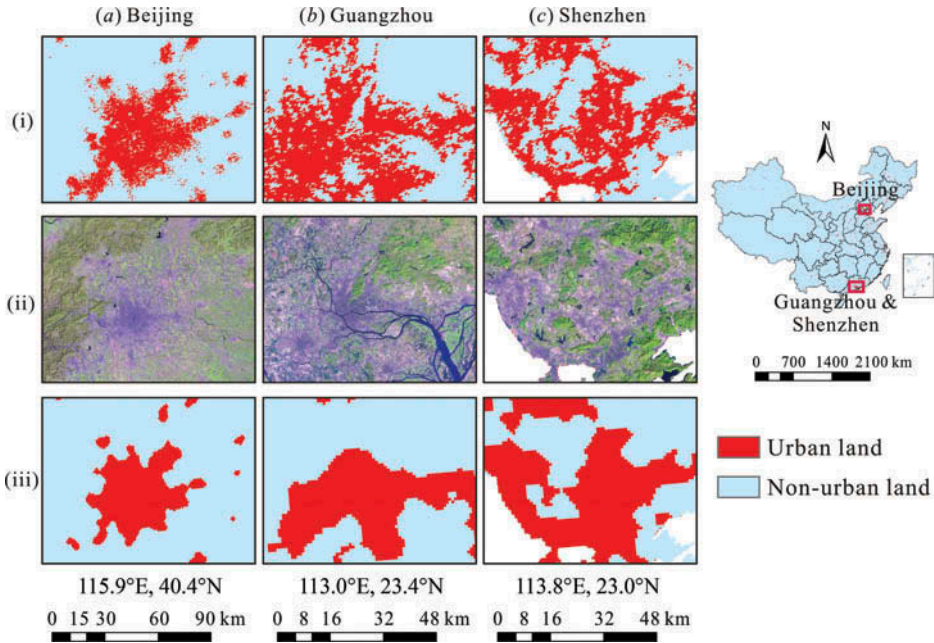 (a) Beijing
(b) Guangzhou
(c) Shenzhen
(i)
(ii)
(iii)
115.9°E, 40.4°N
113.0°E, 23.4°N
113.8°E, 23.0°N
0 15 30 60 90 km
0 8 16 32 48 km
0 8 16 32 48 km
N
Beijing
Guangzhou &
Shenzhen
0 700 1400 2100 km
Urban land
Non-urban land